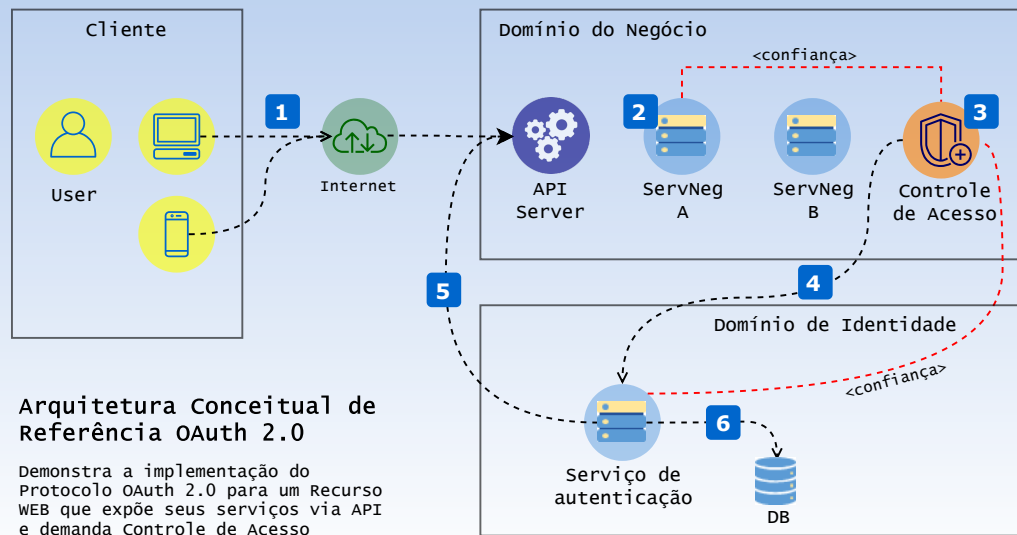 Cliente
User
1
Internet
Domínio do Negócio
<confiança>
2
3
API
Server
ServNeg
A
ServNeg
B
Controle
de Acesso
5
4
Domínio de Identidade
<confiança>
6
Serviço de
autenticação
DB
Arquitetura Conceitual de
Referência OAuth 2.0
Demonstra a implementação do
Protocolo OAuth 2.0 para um Recurso
WEB que expõe seus serviços via API
e demanda Controle de Acesso